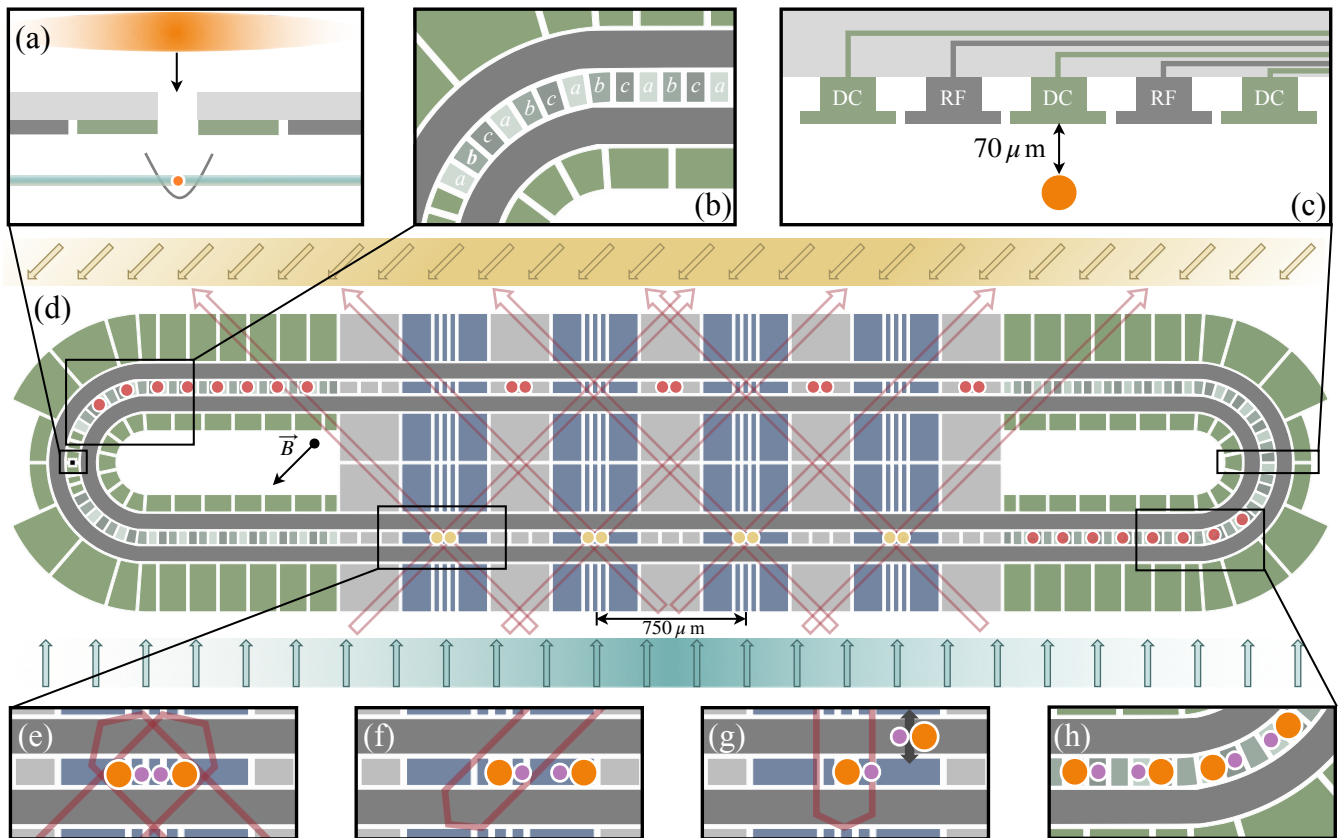 (a)
a b c a b c a b c a b c a
(b)
DC RF DC RF DC
70 μm
(c)
(d)
B
750 μm
(e)
(f)
(g)
(h)